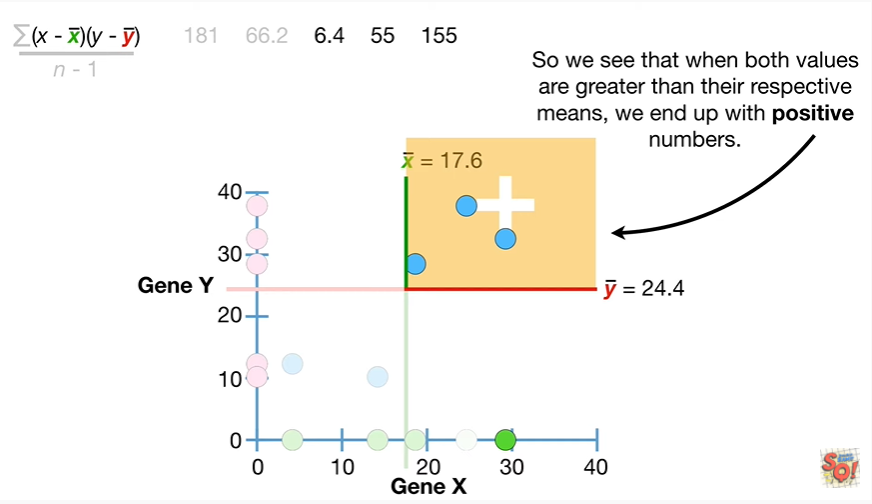 ∑(x - x̅)(y - y̅)
n - 1
181 66.2 6.4 55 155
So we see that when both values
are greater than their respective
means, we end up with positive
numbers.
x̅ = 17.6
40
30
Gene Y
y̅ = 24.4
20
10
0
0 10 20 30 40
Gene X
SQ!